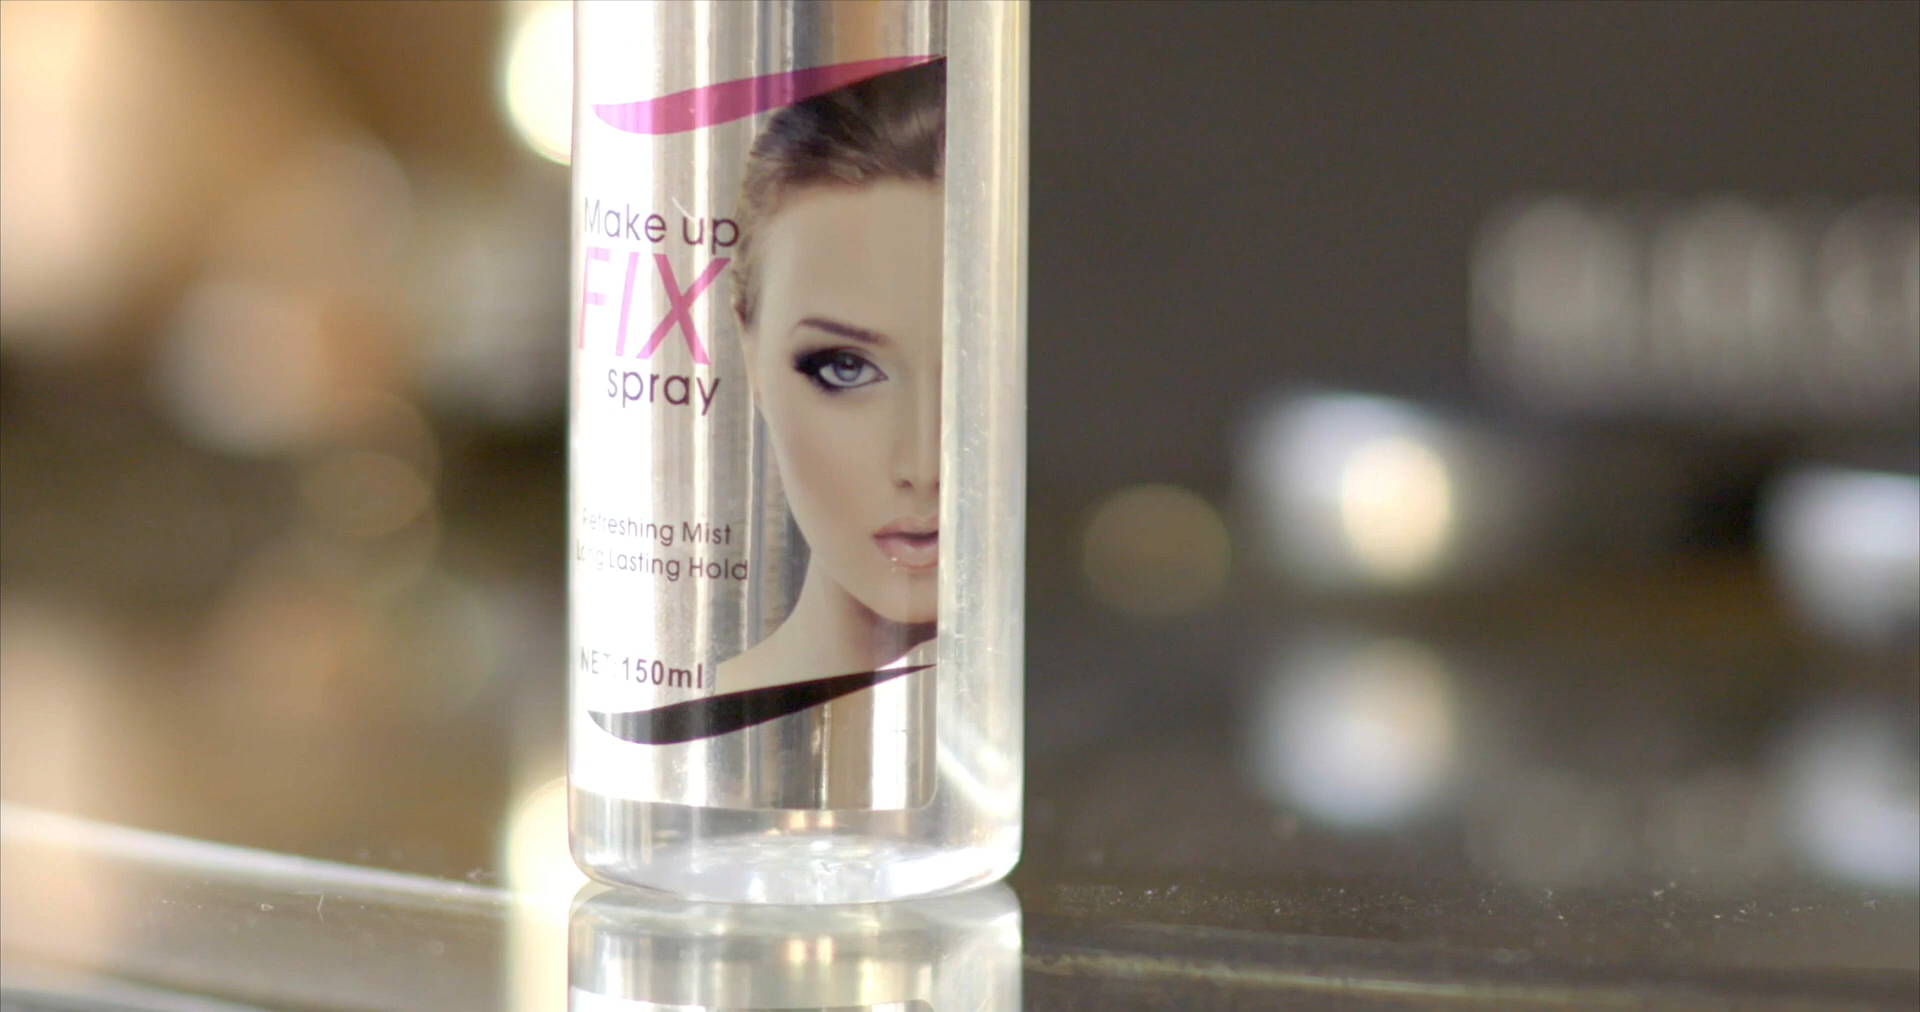 Make up
FIX
spray
Refreshing Mist
Long Lasting Hold
NET:150ml